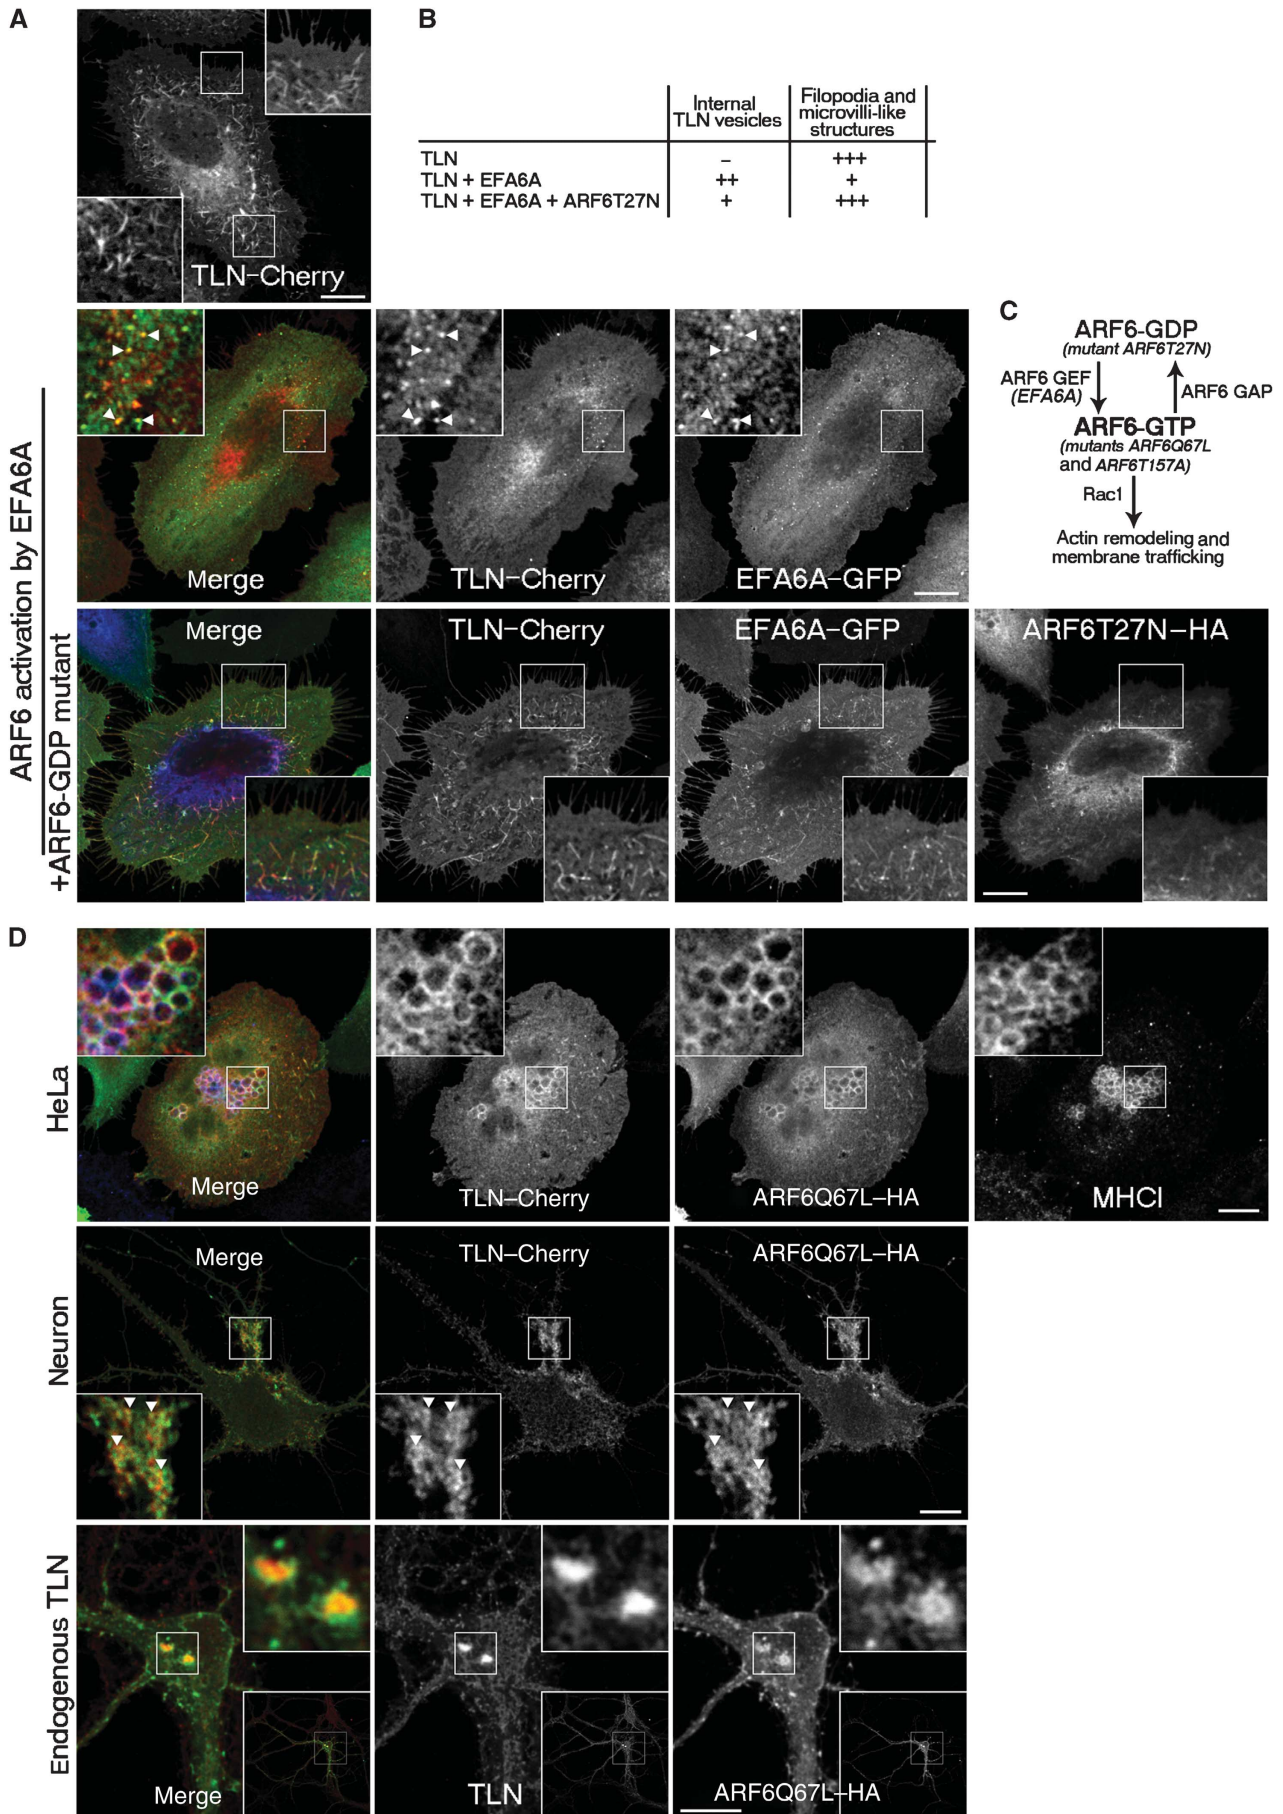 A
TLN–Cherry
B
Internal
TLN vesicles
Filopodia and
microvilli-like
structures
TLN
–
+++
TLN + EFA6A
++
+
TLN + EFA6A + ARF6T27N
+
+++
ARF6 activation by EFA6A
+ARF6-GDP mutant
Merge
TLN–Cherry
EFA6A–GFP
C
ARF6-GDP
(mutant ARF6T27N)
ARF6 GEF
(EFA6A)
ARF6 GAP
ARF6-GTP
(mutants ARF6Q67L
and ARF6T157A)
Rac1
Actin remodeling and
membrane trafficking
Merge
TLN–Cherry
EFA6A–GFP
ARF6T27N–HA
D
HeLa
Merge
TLN–Cherry
ARF6Q67L–HA
MHCI
Neuron
Merge
TLN–Cherry
ARF6Q67L–HA
Endogenous TLN
Merge
TLN
ARF6Q67L–HA